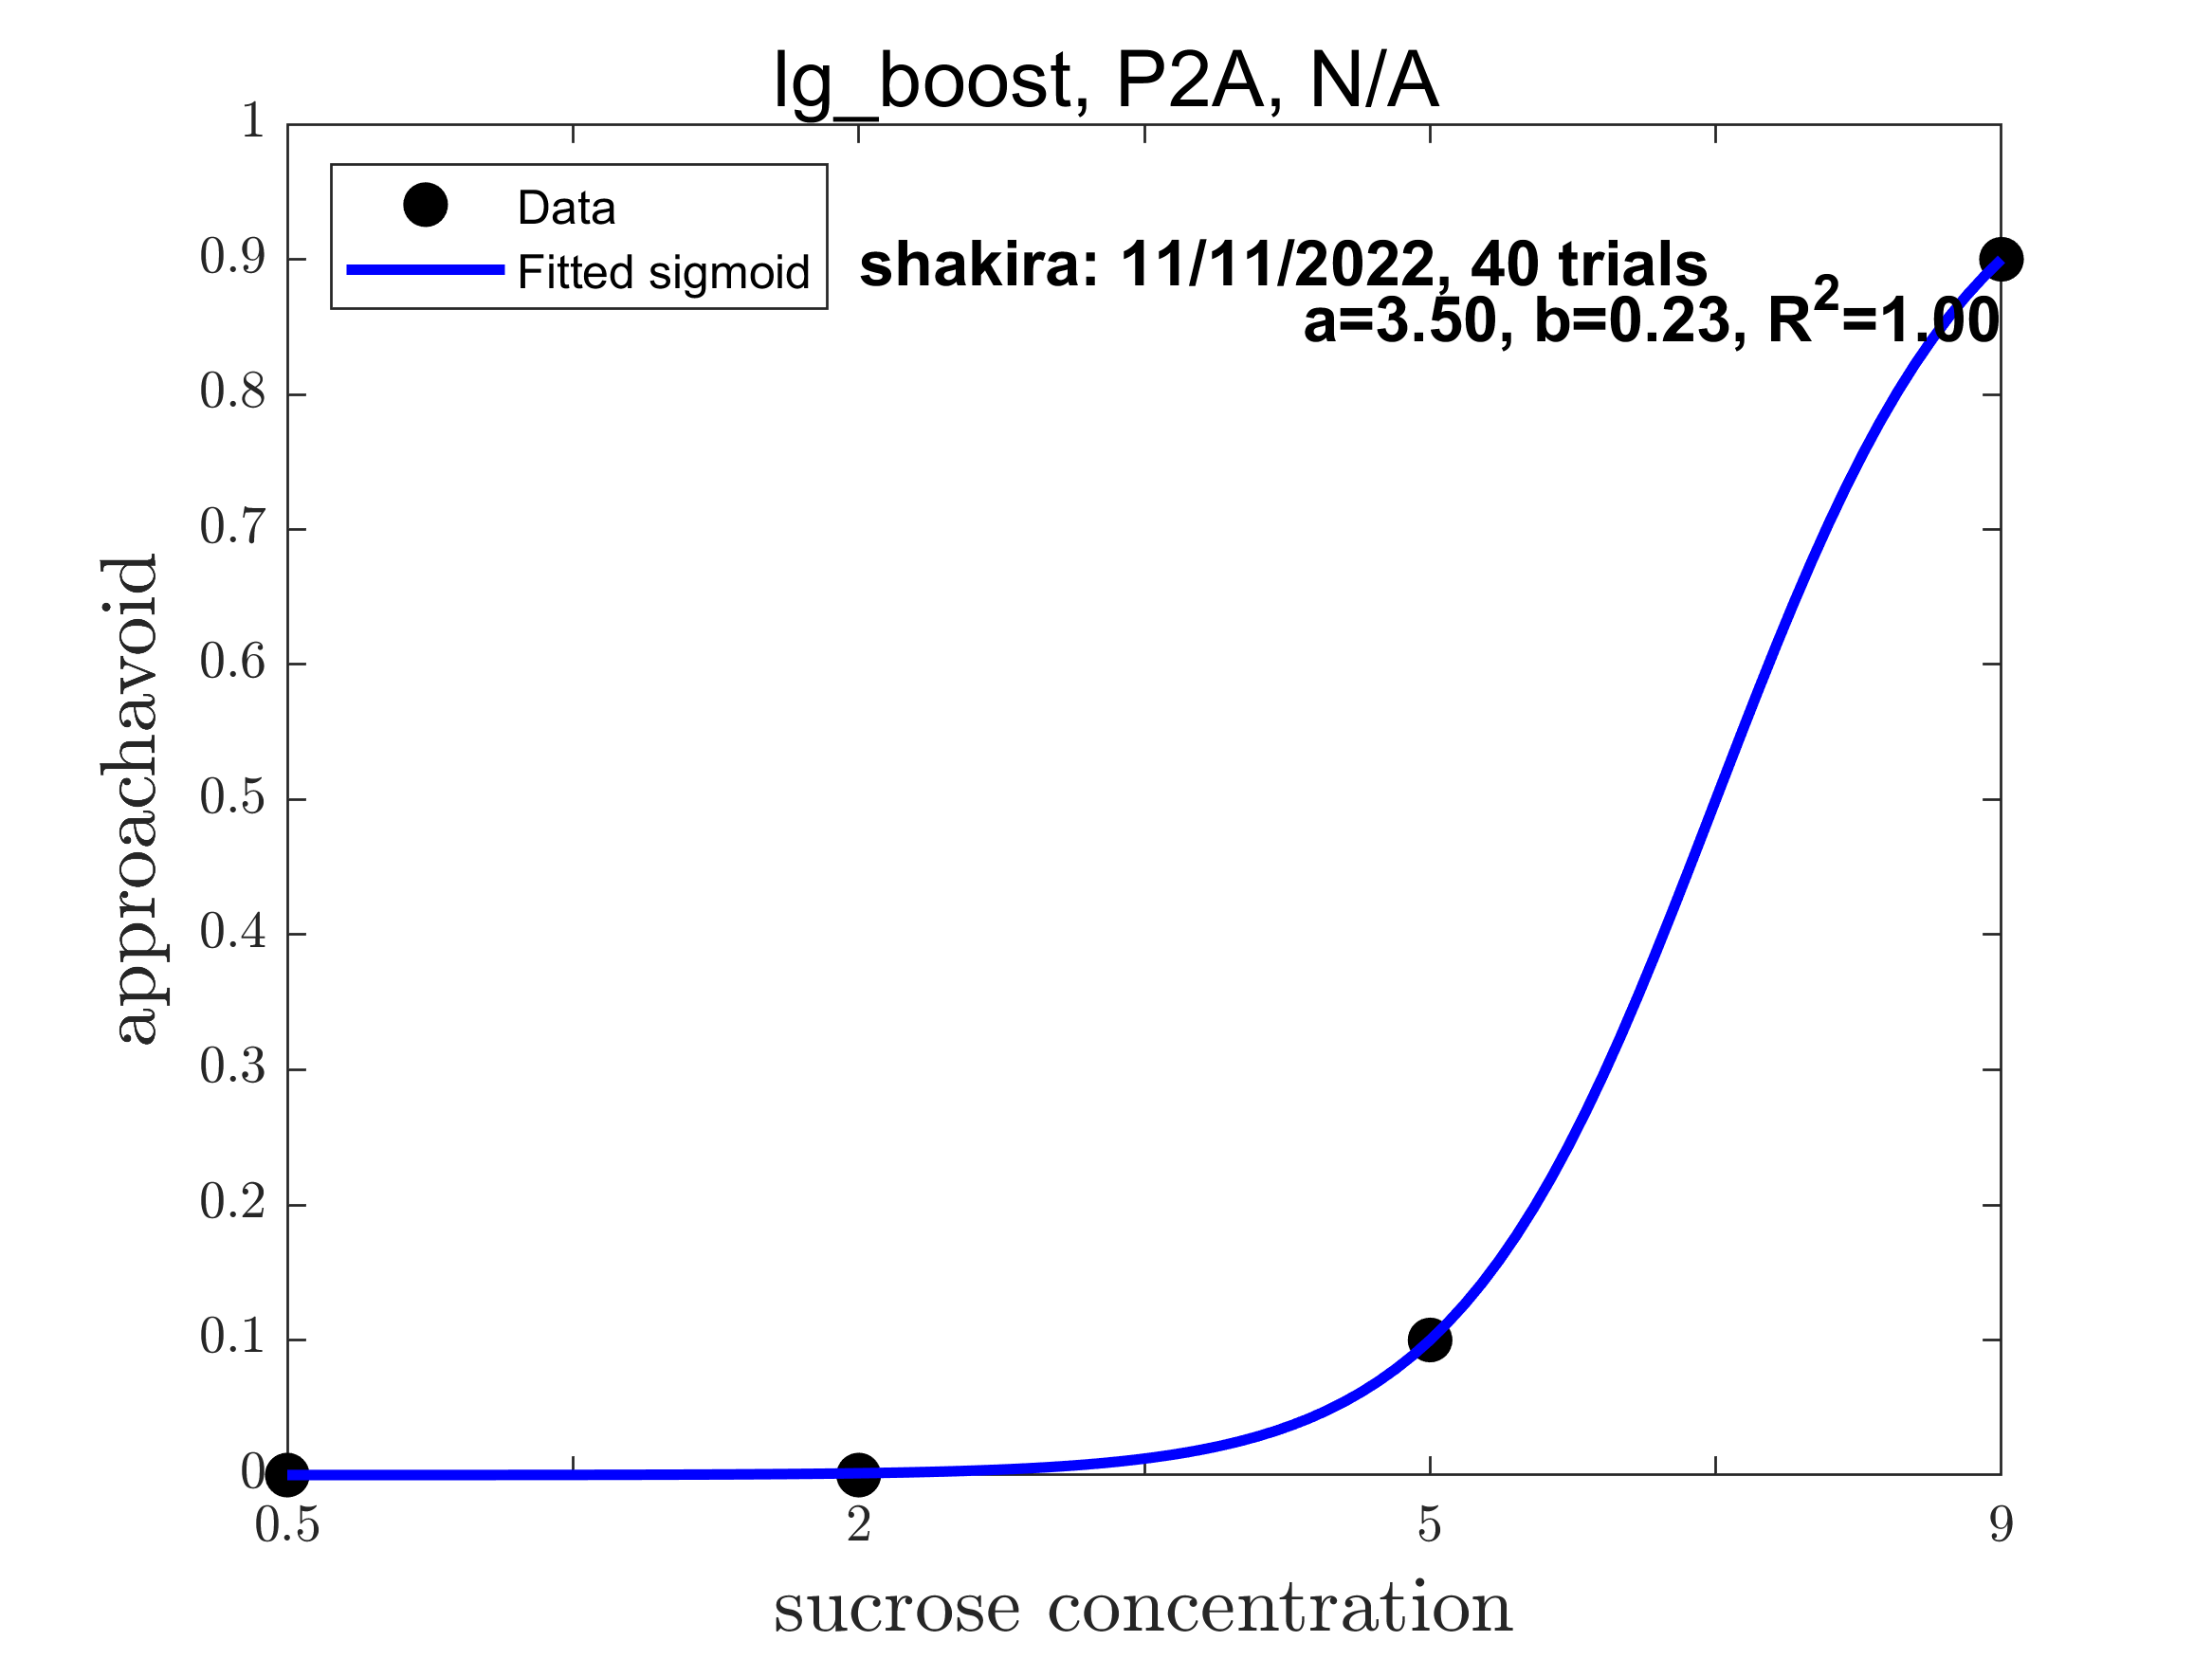 lg_boost, P2A, N/A
Data
Fitted sigmoid
shakira: 11/11/2022, 40 trials
a=3.50, b=0.23, R²=1.00
1
0.9
0.8
0.7
0.6
0.5
0.4
0.3
0.2
0.1
0
approachavoid
0.5 2 5 9
sucrose concentration